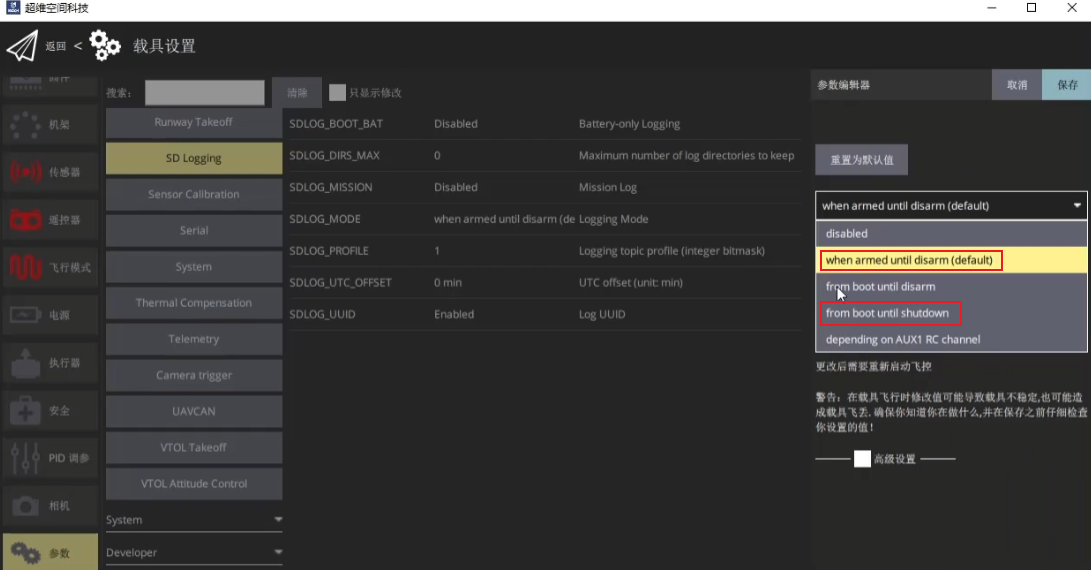 超维空间科技
返回 < 载具设置
机架
传感器
遥控器
飞行模式
电源
执行器
安全
PID 调参
相机
参数
搜索:
清除
只显示修改
Runway Takeoff
SD Logging
Sensor Calibration
Serial
System
Thermal Compensation
Telemetry
Camera trigger
UAVCAN
VTOL Takeoff
VTOL Attitude Control
System
Developer
SDLOG_BOOT_BAT Disabled Battery-only Logging
SDLOG_DIRS_MAX 0 Maximum number of log directories to keep
SDLOG_MISSION Disabled Mission Log
SDLOG_MODE when armed until disarm (de Logging Mode
SDLOG_PROFILE 1 Logging topic profile (integer bitmask)
SDLOG_UTC_OFFSET 0 min UTC offset (unit: min)
SDLOG_UUID Enabled Log UUID
参数编辑器 取消 保存
重置为默认值
when armed until disarm (default)
disabled
when armed until disarm (default)
from boot until disarm
from boot until shutdown
depending on AUX1 RC channel
更改后需要重新启动飞控
警告: 在载具飞行时修改值可能导致载具不稳定,也可能造
成载具飞丢. 确保你知道你在做什么,并在保存之前仔细检查
你设置的值!
高级设置